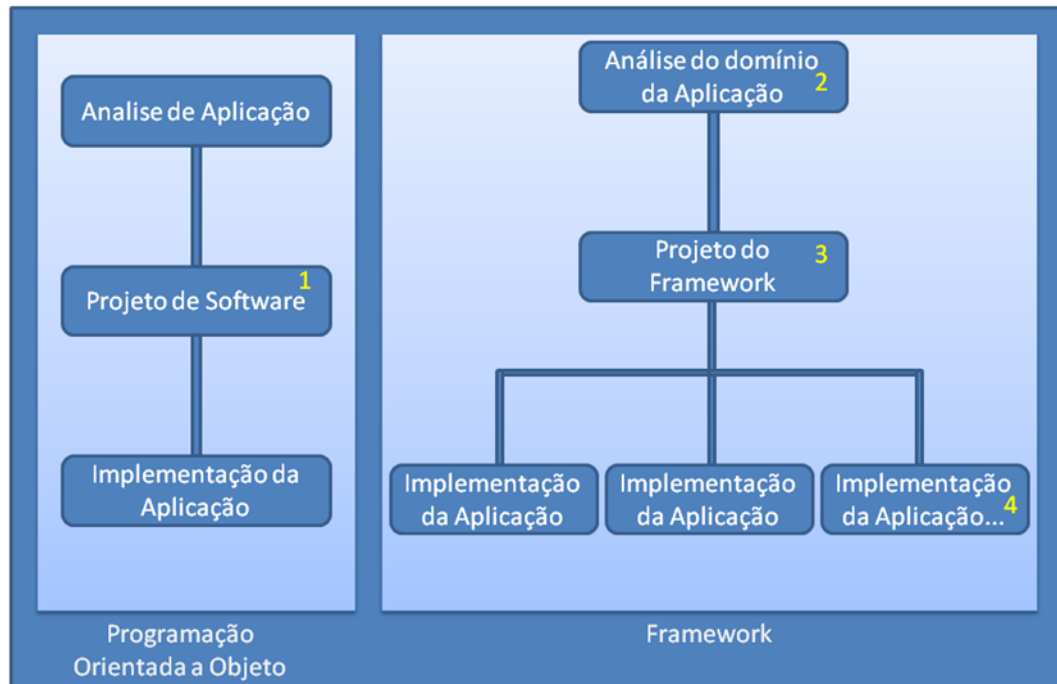 Analise de Aplicação
Projeto de Software
1
Implementação da
Aplicação
Programação
Orientada a Objeto
Análise do domínio
da Aplicação
2
Projeto do
Framework
3
Implementação
da Aplicação
Implementação
da Aplicação
Implementação
da Aplicação...
4
Framework